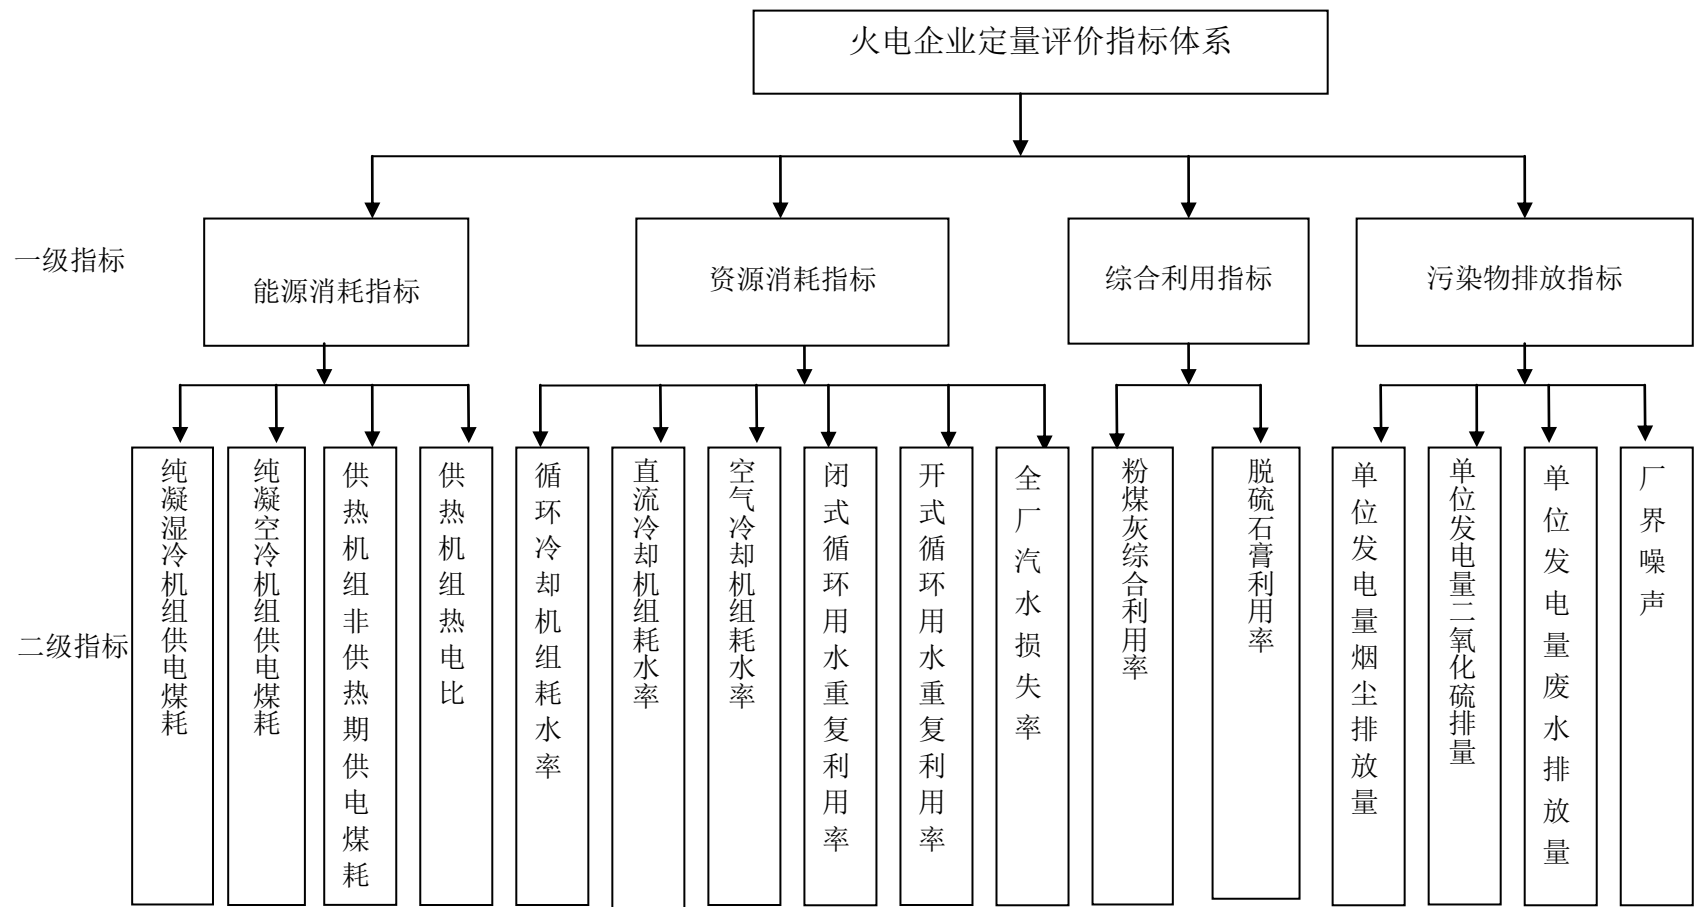 火电企业定量评价指标体系
一级指标
能源消耗指标
资源消耗指标
综合利用指标
污染物排放指标
二级指标
纯凝湿冷机组供电煤耗
纯凝空冷机组供电煤耗
供热机组非供热期供电煤耗
供热机组热电比
循环冷却机组耗水率
直流冷却机组耗水率
空气冷却机组耗水率
闭式循环用水重复利用率
开式循环用水重复利用率
全厂汽水损失率
粉煤灰综合利用率
脱硫石膏利用率
单位发电量烟尘排放量
单位发电量二氧化硫排量
单位发电量废水排放量
厂界噪声